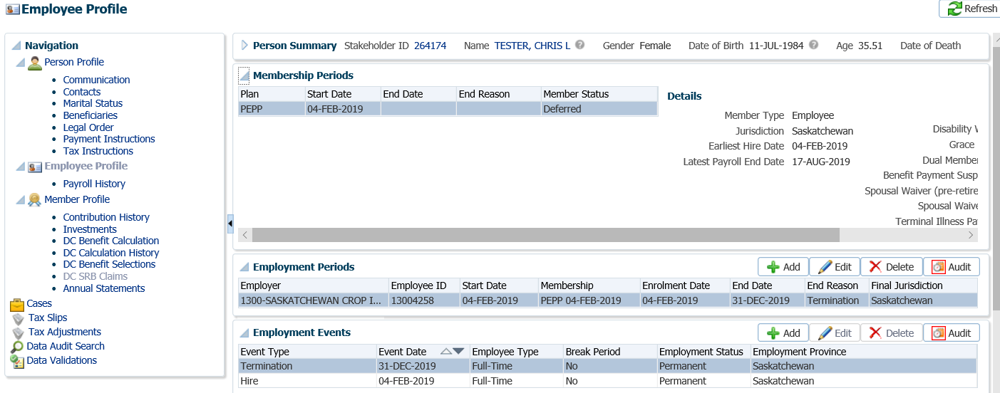 Employee Profile
Refresh
Navigation
Person Profile
Communication
Contacts
Marital Status
Beneficiaries
Legal Order
Payment Instructions
Tax Instructions
Employee Profile
Payroll History
Member Profile
Contribution History
Investments
DC Benefit Calculation
DC Calculation History
DC Benefit Selections
DC SRB Claims
Annual Statements
Cases
Tax Slips
Tax Adjustments
Data Audit Search
Data Validations
Person Summary Stakeholder ID 264174 Name TESTER, CHRIS L Gender Female Date of Birth 11-JUL-1984 Age 35.51 Date of Death
Membership Periods
Plan Start Date End Date End Reason Member Status
PEPP 04-FEB-2019 Deferred
Details
Member Type Employee
Jurisdiction Saskatchewan
Earliest Hire Date 04-FEB-2019
Latest Payroll End Date 17-AUG-2019
Disability W
Grace
Dual Member
Benefit Payment Susp
Spousal Waiver (pre-retire
Spousal Waive
Terminal Illness Pa
Employment Periods Add Edit Delete Audit
Employer Employee ID Start Date Membership Enrolment Date End Date End Reason Final Jurisdiction
1300-SASKATCHEWAN CROP I... 13004258 04-FEB-2019 PEPP 04-FEB-2019 04-FEB-2019 31-DEC-2019 Termination Saskatchewan
Employment Events Add Edit Delete Audit
Event Type Event Date Employee Type Break Period Employment Status Employment Province
Termination 31-DEC-2019 Full-Time No Permanent Saskatchewan
Hire 04-FEB-2019 Full-Time No Permanent Saskatchewan